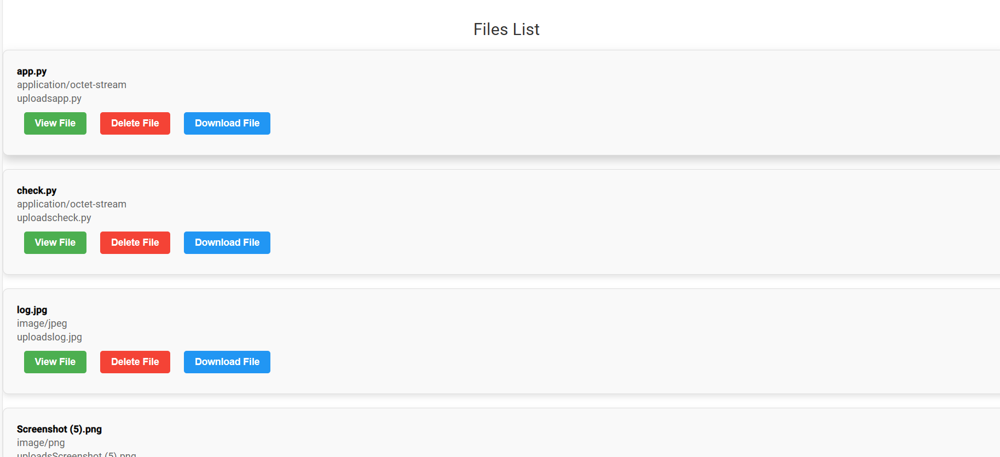 Files List
app.py
application/octet-stream
uploadsapp.py
View File Delete File Download File
check.py
application/octet-stream
uploadscheck.py
View File Delete File Download File
log.jpg
image/jpeg
uploadslog.jpg
View File Delete File Download File
Screenshot (5).png
image/png
uploadsScreenshot (5).png